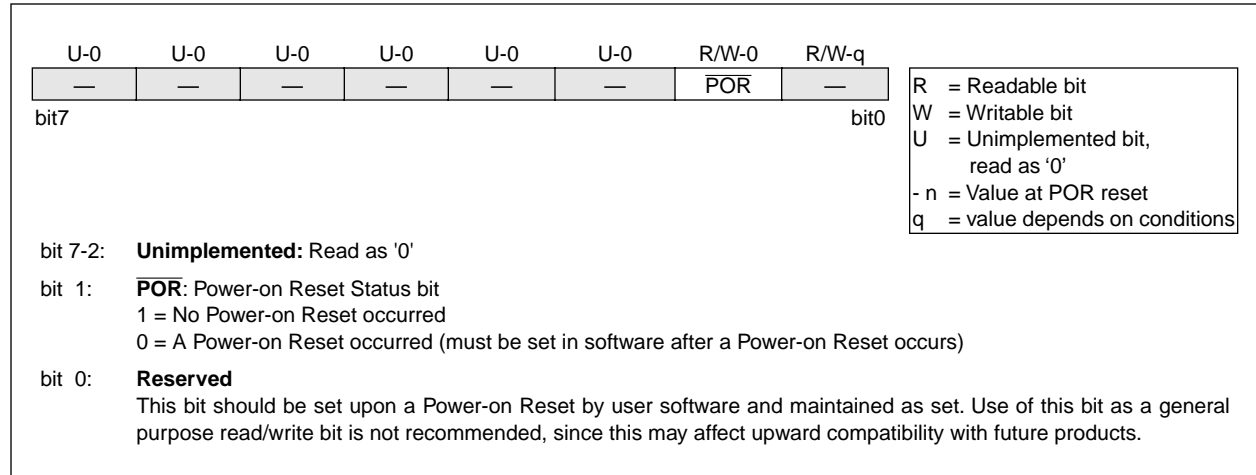 U-0 U-0 U-0 U-0 U-0 U-0 R/W-0 R/W-q
— — — — — — POR —
bit7 bit0
R = Readable bit
W = Writable bit
U = Unimplemented bit,
read as ‘0’
- n = Value at POR reset
q = value depends on conditions
bit 7-2: Unimplemented: Read as '0'
bit 1: POR: Power-on Reset Status bit
1 = No Power-on Reset occurred
0 = A Power-on Reset occurred (must be set in software after a Power-on Reset occurs)
bit 0: Reserved
This bit should be set upon a Power-on Reset by user software and maintained as set. Use of this bit as a general
purpose read/write bit is not recommended, since this may affect upward compatibility with future products.